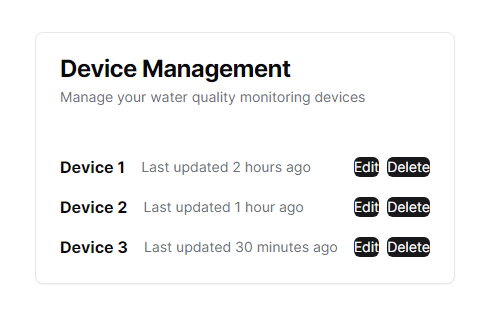 Device Management
Manage your water quality monitoring devices
Device 1 Last updated 2 hours ago Edit Delete
Device 2 Last updated 1 hour ago Edit Delete
Device 3 Last updated 30 minutes ago Edit Delete